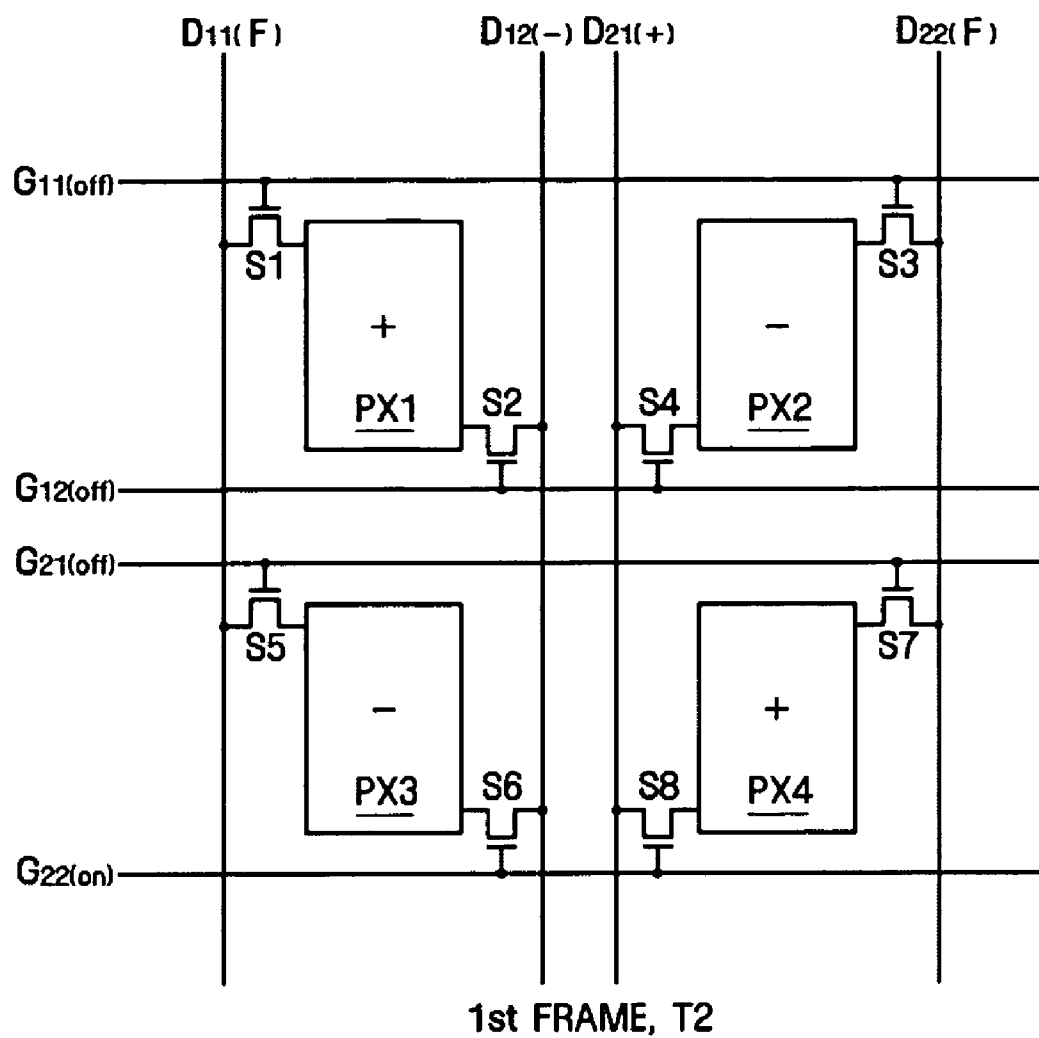 D11(F) D12(-) D21(+) D22(F)
G11(off)
S1 S3
+ -
PX1 S2 S4 PX2
G12(off)
G21(off)
S5 S7
- +
PX3 S6 S8 PX4
G22(on)
1st FRAME, T2